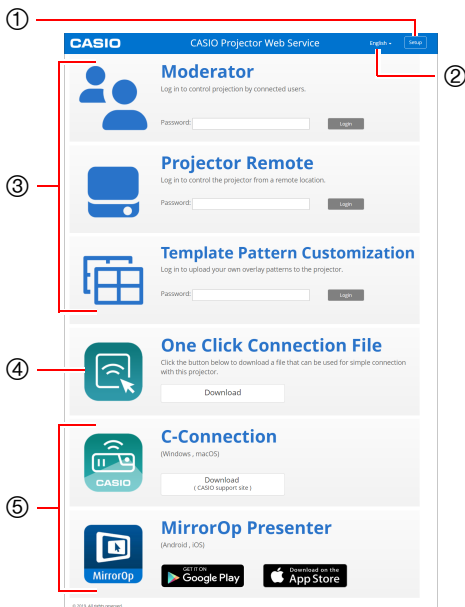 ①
CASIO CASIO Projector Web Service English Setup
②
③
Moderator
Log in to control projection by connected users.
Password: Login
Projector Remote
Log in to control the projector from a remote location.
Password: Login
Template Pattern Customization
Log in to upload your own overlay patterns to the projector.
Password: Login
④
One Click Connection File
Click the button below to download a file that can be used for simple connection
with this projector.
Download
⑤
CASIO
C-Connection
(Windows , macOS)
Download
( CASIO support site )
MirrorOp
MirrorOp Presenter
(Android , iOS)
GET IT ON
Google Play
Download on the
App Store
© 2019. All rights reserved.